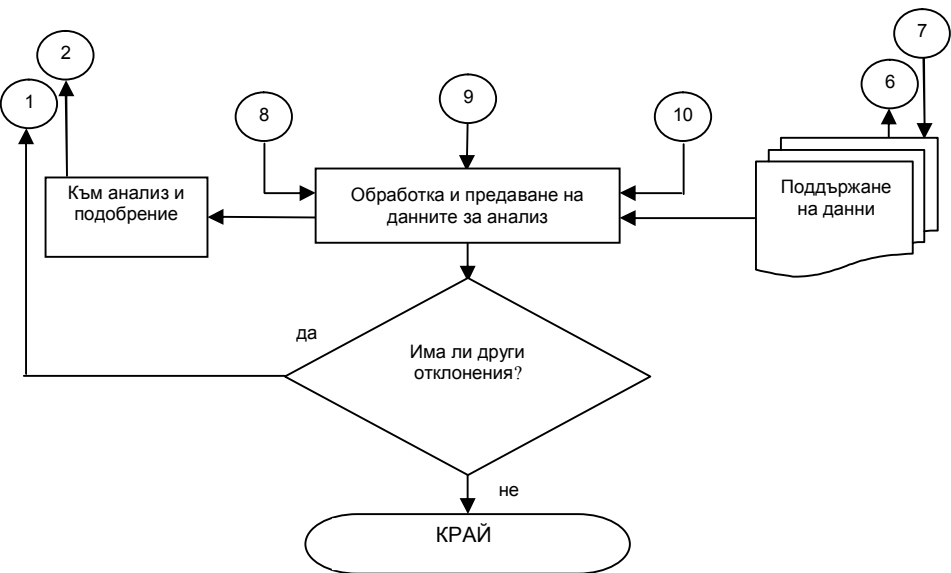 7
2
6
1
9
8
10
Към анализ и
подобрение
Обработка и предаване на
данните за анализ
Поддържане
на данни
да
Има ли други
отклонения?
не
КРАЙ